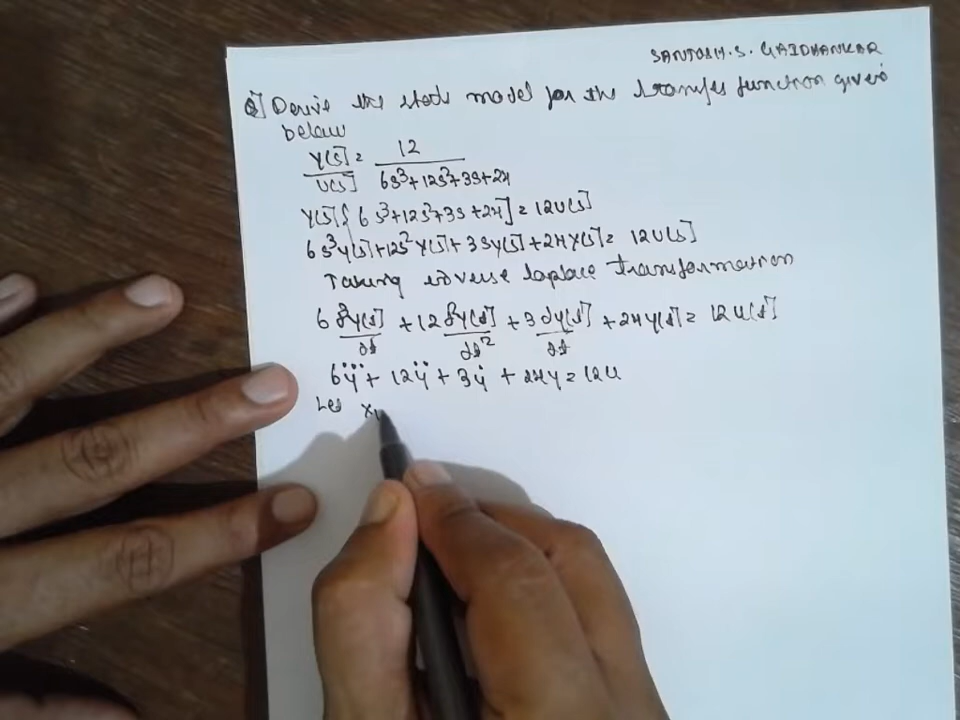 SANTOSH.S. GAIDHANKAR
Q] Derive the state model for the transfer function given
below
Y[s]/U[s] = 12/(6s³+12s²+3s+24)
Y[s]{6s³+12s²+3s+24] = 12U[s]
6s³Y[s]+12s²Y[s]+3sY[s]+24Y[s] = 12U[s]
Taking inverse laplace transformation
6 d³y[t]/dt + 12 d²y[t]/dt² + 3 dy[t]/dt + 24y[t] = 12u[t]
6y⃛ + 12ÿ + 3ẏ + 24y = 12u
Let x₁